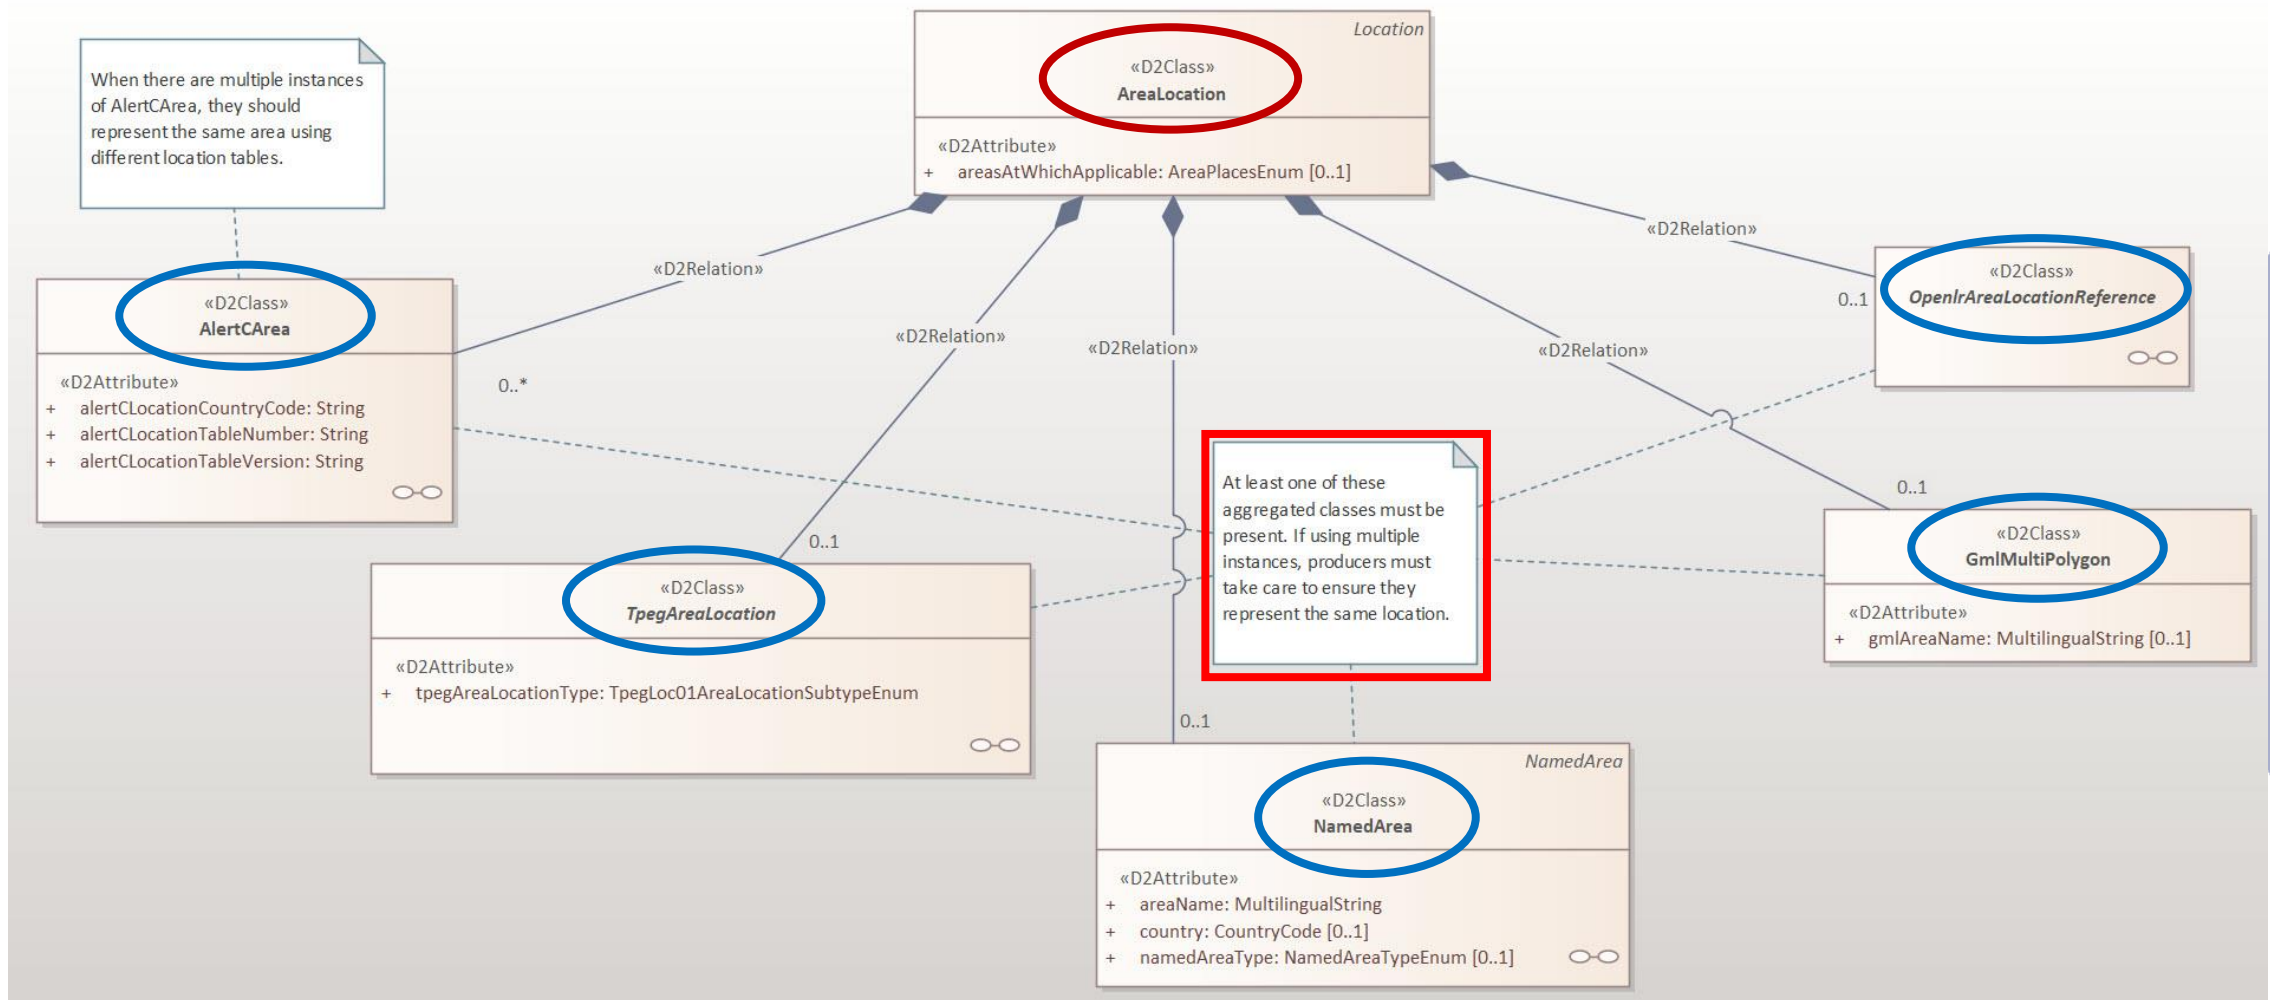 When there are multiple instances
of AlertCArea, they should
represent the same area using
different location tables.
Location
«D2Class»
AreaLocation
«D2Attribute»
+ areasAtWhichApplicable: AreaPlacesEnum [0..1]
«D2Relation»
«D2Relation»
«D2Relation»
«D2Relation»
«D2Relation»
«D2Class»
AlertCArea
«D2Attribute»
+ alertCLocationCountryCode: String
+ alertCLocationTableNumber: String
+ alertCLocationTableVersion: String
0..*
0..1
«D2Class»
OpenlrAreaLocationReference
At least one of these
aggregated classes must be
present. If using multiple
instances, producers must
take care to ensure they
represent the same location.
0..1
«D2Class»
GmlMultiPolygon
«D2Attribute»
+ gmlAreaName: MultilingualString [0..1]
0..1
«D2Class»
TpegAreaLocation
«D2Attribute»
+ tpegAreaLocationType: TpegLoc01AreaLocationSubtypeEnum
0..1
NamedArea
«D2Class»
NamedArea
«D2Attribute»
+ areaName: MultilingualString
+ country: CountryCode [0..1]
+ namedAreaType: NamedAreaTypeEnum [0..1]